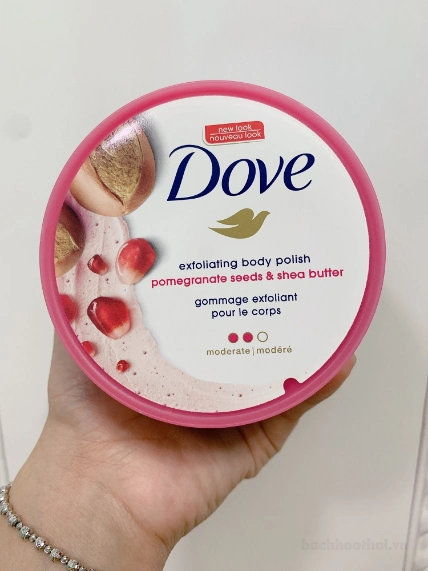 new look
nouveau look
Dove
exfoliating body polish
pomegranate seeds & shea butter
gommage exfoliant
pour le corps
moderate | modéré
backhoathai.vn